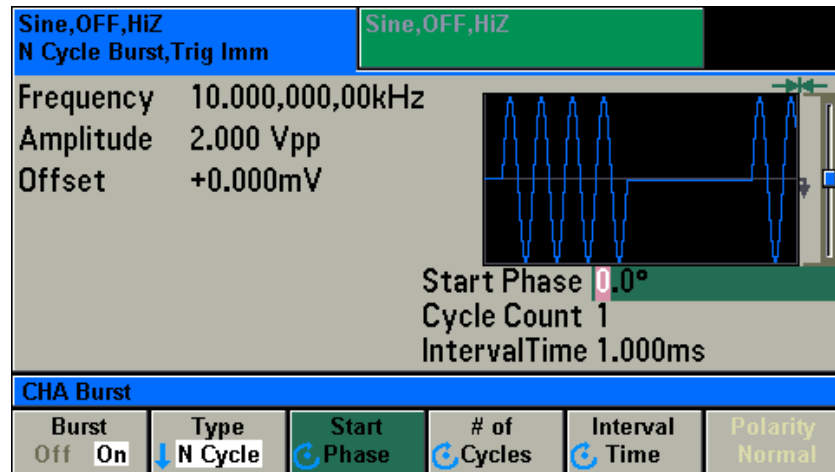 Sine,OFF,HiZ
N Cycle Burst,Trig Imm
Sine,OFF,HiZ
Frequency 10.000,000,00kHz
Amplitude 2.000 Vpp
Offset +0.000mV
Start Phase 0.0°
Cycle Count 1
IntervalTime 1.000ms
CHA Burst
Burst
Off On
Type
N Cycle
Start
Phase
# of
Cycles
Interval
Time
Polarity
Normal